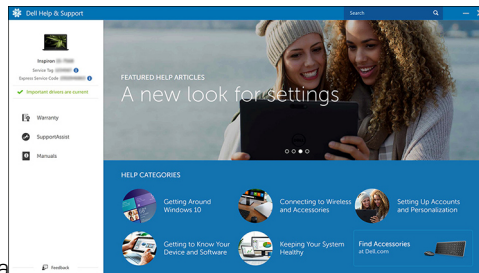 Dell Help & Support
Search
Inspiron
Service Tag
Express Service Code
Important drivers are current
Warranty
SupportAssist
Manuals
Feedback
FEATURED HELP ARTICLES
A new look for settings
HELP CATEGORIES
Getting Around
Windows 10
Connecting to Wireless
and Accessories
Setting Up Accounts
and Personalization
Getting to Know Your
Device and Software
Keeping Your System
Healthy
Find Accessories
at Dell.com
a